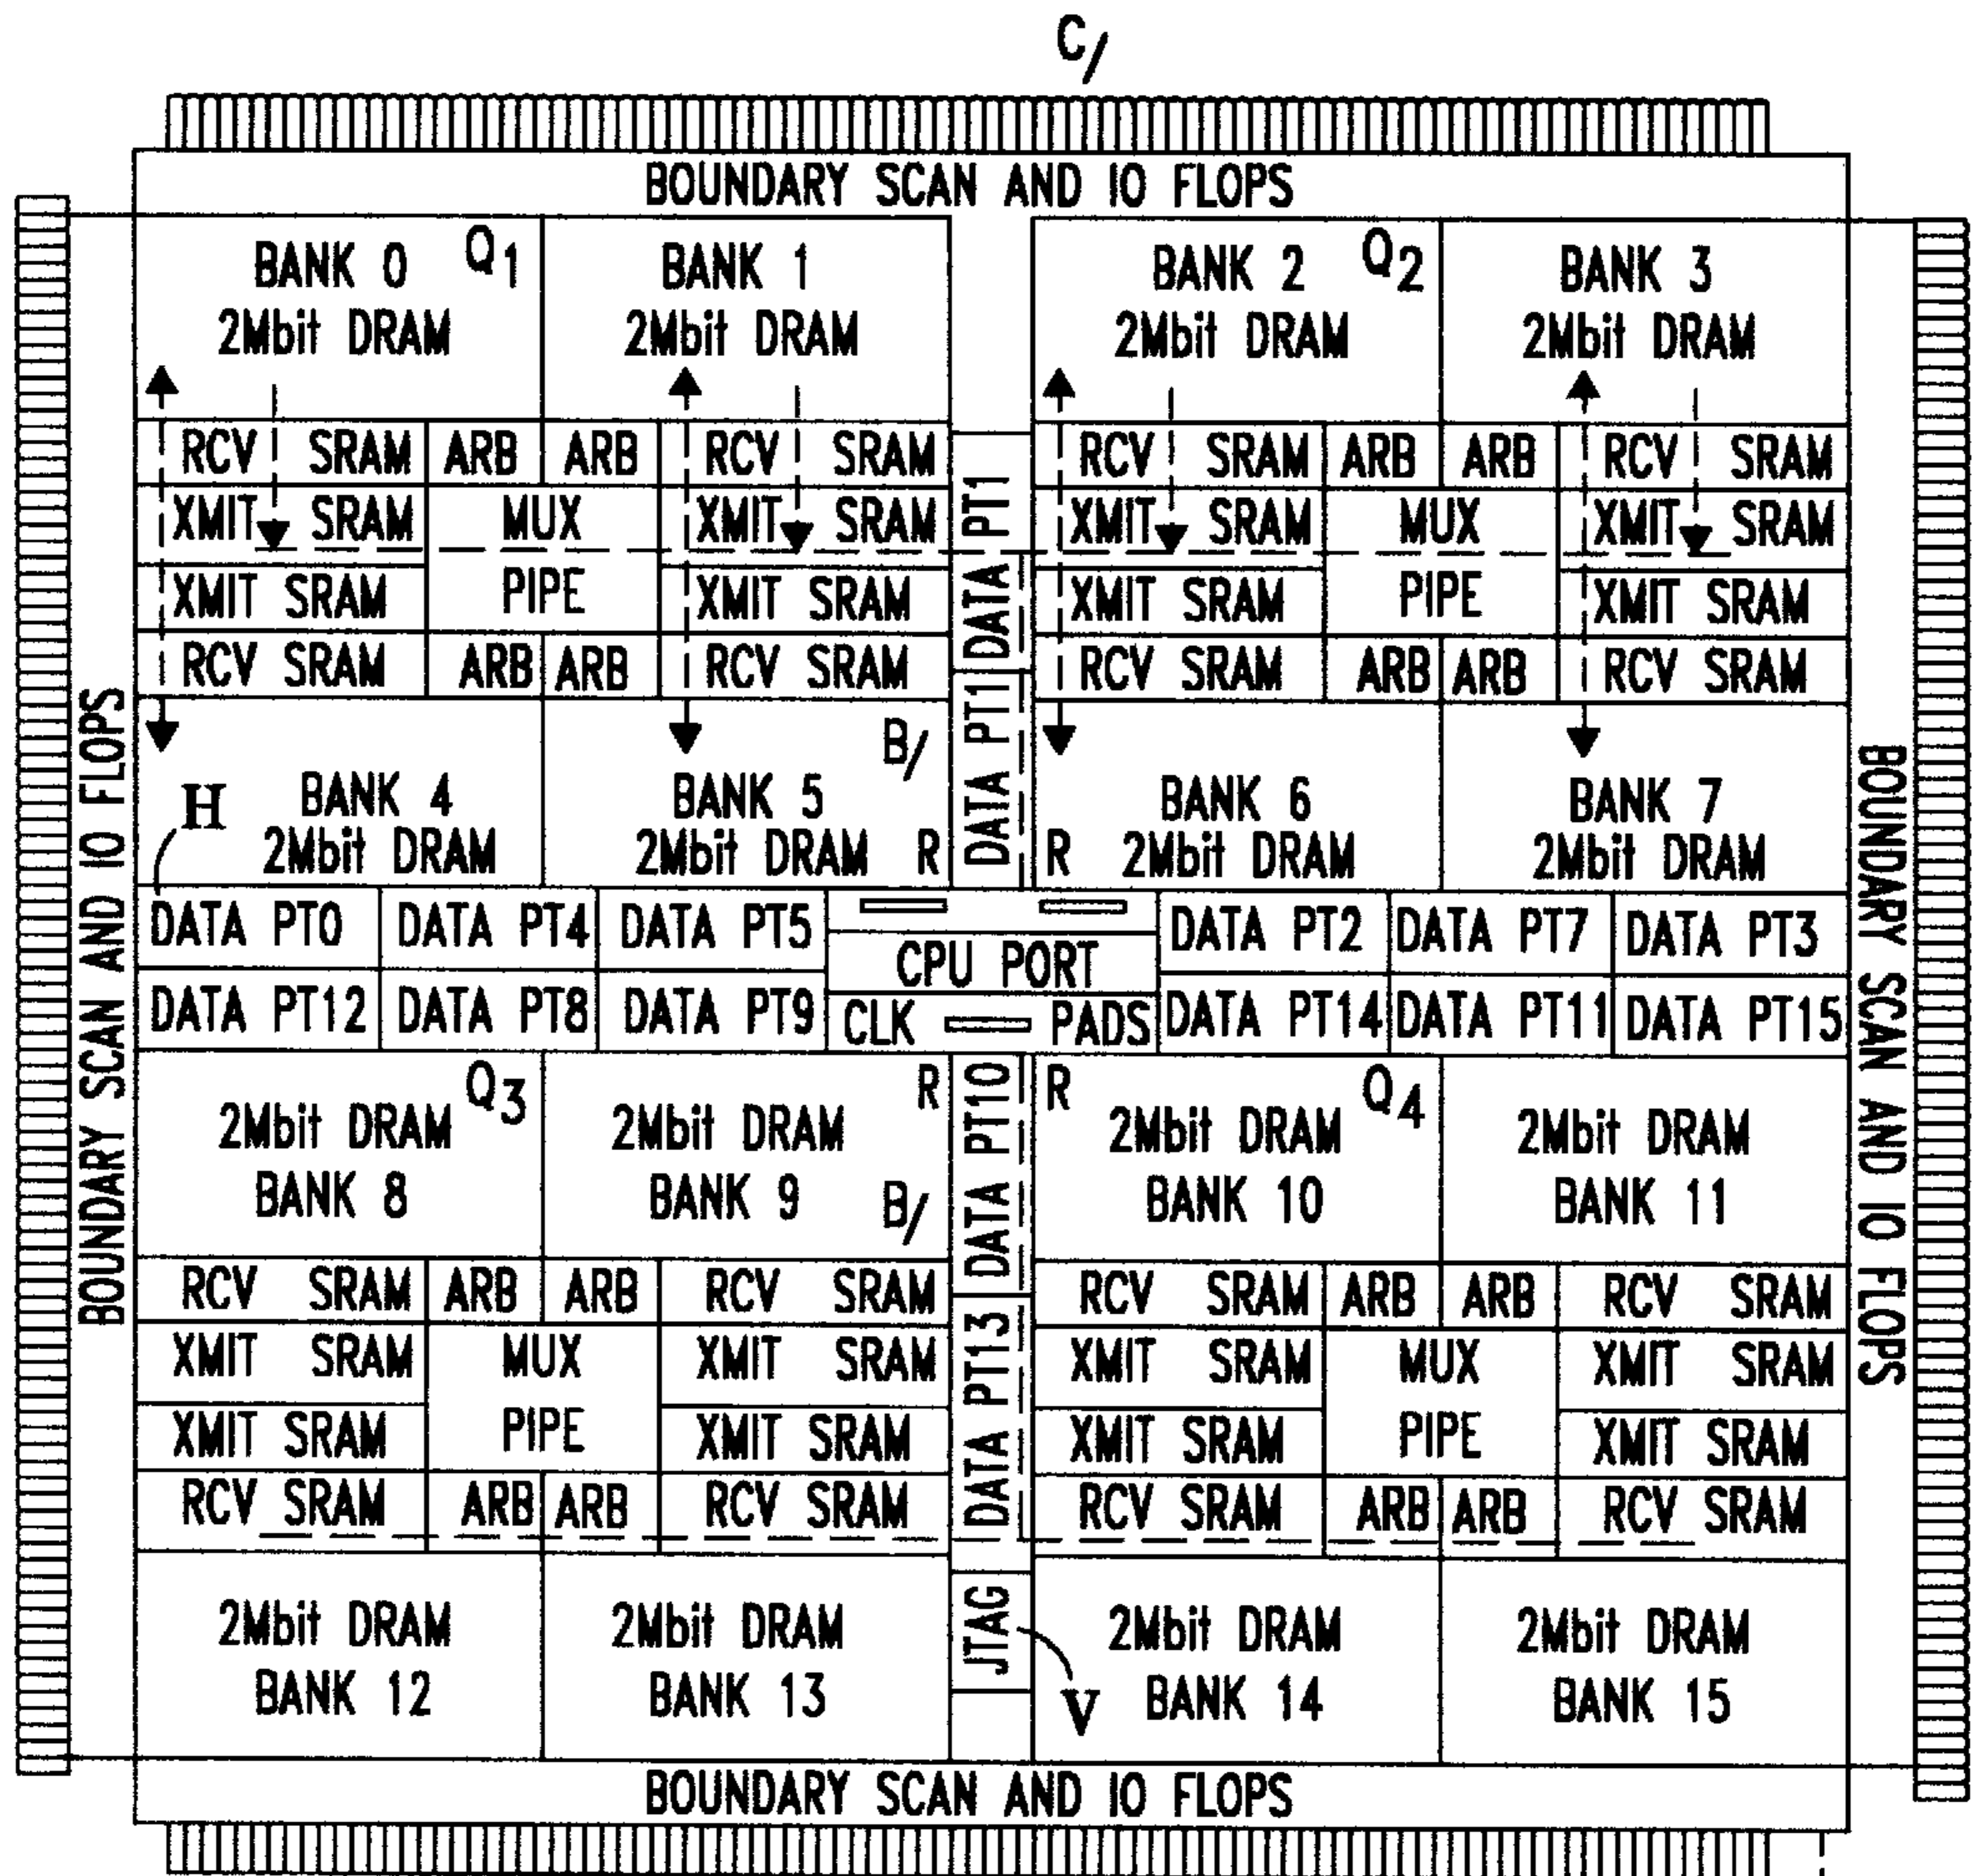 C/
BOUNDARY SCAN AND IO FLOPS
BOUNDARY SCAN AND IO FLOPS
BANK 0 Q1
2Mbit DRAM
BANK 1
2Mbit DRAM
BANK 2 Q2
2Mbit DRAM
BANK 3
2Mbit DRAM
RCV SRAM ARB ARB RCV SRAM
XMIT SRAM MUX XMIT SRAM
XMIT SRAM PIPE XMIT SRAM
RCV SRAM ARB ARB RCV SRAM
DATA PT1
DATA PT1
RCV SRAM ARB ARB RCV SRAM
XMIT SRAM MUX XMIT SRAM
XMIT SRAM PIPE XMIT SRAM
RCV SRAM ARB ARB RCV SRAM
H
BANK 4
2Mbit DRAM
B/
BANK 5
2Mbit DRAM R
R
BANK 6
2Mbit DRAM
BANK 7
2Mbit DRAM
DATA PT0 DATA PT4 DATA PT5
CPU PORT
DATA PT2 DATA PT7 DATA PT3
DATA PT12 DATA PT8 DATA PT9
CLK PADS
DATA PT14 DATA PT11 DATA PT15
Q3
2Mbit DRAM
BANK 8
R
2Mbit DRAM
BANK 9 B/
DATA PT10
R Q4
2Mbit DRAM
BANK 10
2Mbit DRAM
BANK 11
RCV SRAM ARB ARB RCV SRAM
XMIT SRAM MUX XMIT SRAM
XMIT SRAM PIPE XMIT SRAM
RCV SRAM ARB ARB RCV SRAM
DATA PT13
RCV SRAM ARB ARB RCV SRAM
XMIT SRAM MUX XMIT SRAM
XMIT SRAM PIPE XMIT SRAM
RCV SRAM ARB ARB RCV SRAM
2Mbit DRAM
BANK 12
2Mbit DRAM
BANK 13
JTAG
V
2Mbit DRAM
BANK 14
2Mbit DRAM
BANK 15
BOUNDARY SCAN AND IO FLOPS
BOUNDARY SCAN AND IO FLOPS